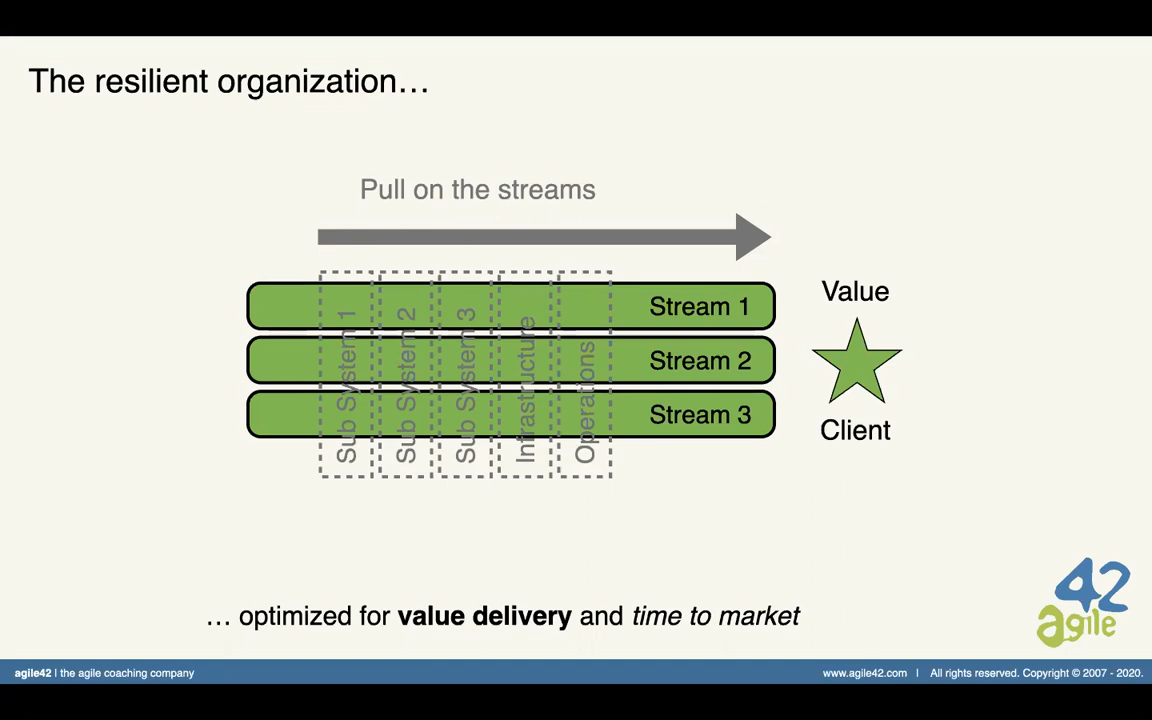 The resilient organization…
Pull on the streams
Stream 1
Stream 2
Stream 3
Sub System 1
Sub System 2
Sub System 3
Infrastructure
Operations
Value
Client
… optimized for value delivery and time to market
42
agile
agile42 | the agile coaching company
www.agile42.com | All rights reserved. Copyright © 2007 - 2020.